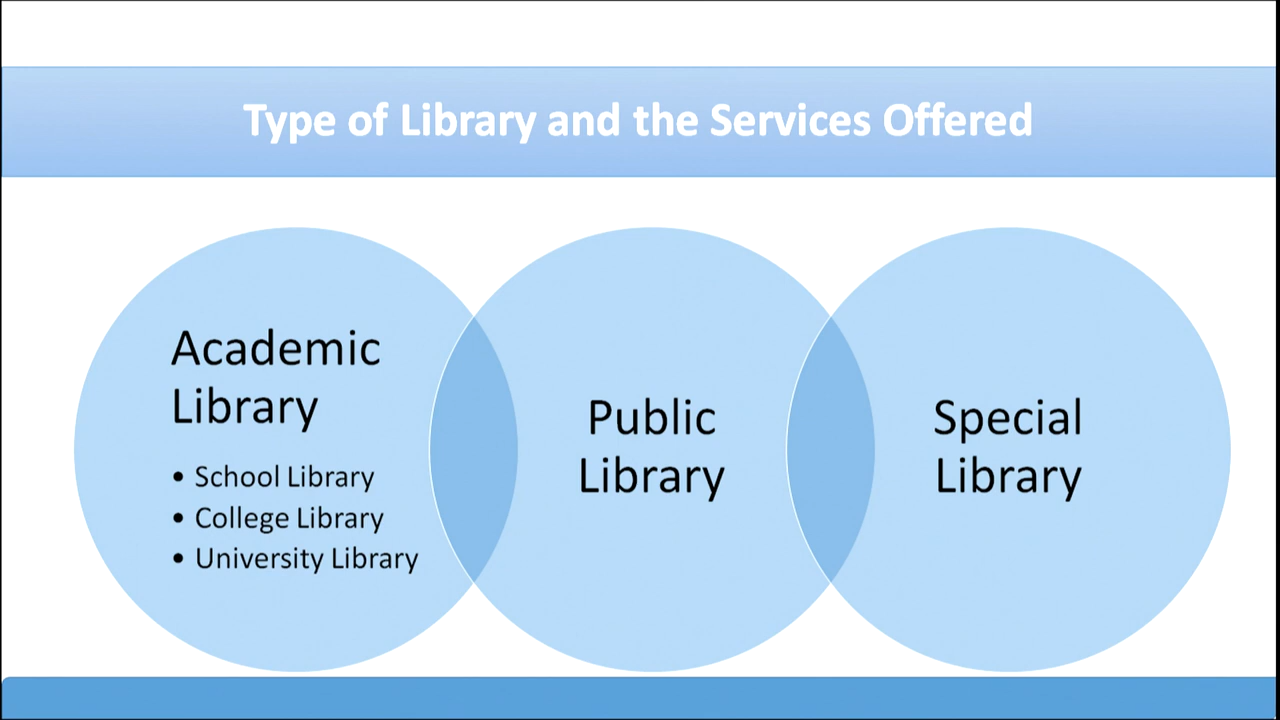 Type of Library and the Services Offered
Academic
Library
• School Library
• College Library
• University Library
Public
Library
Special
Library